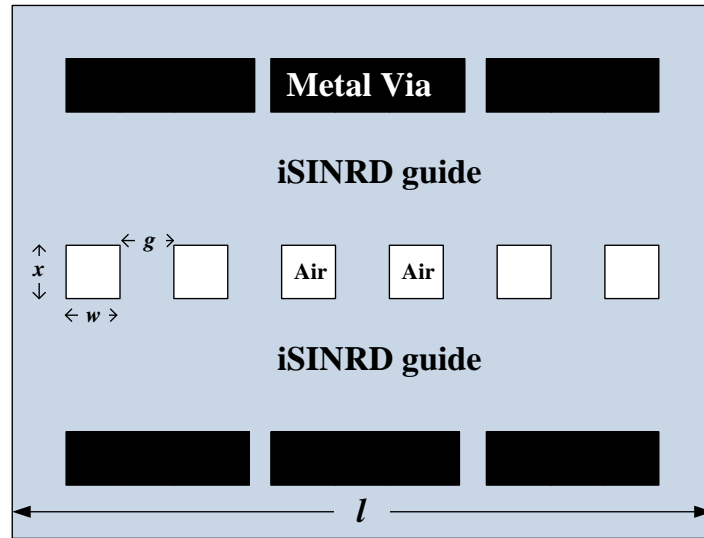 Metal Via
iSINRD guide
g
x
Air Air
w
iSINRD guide
l